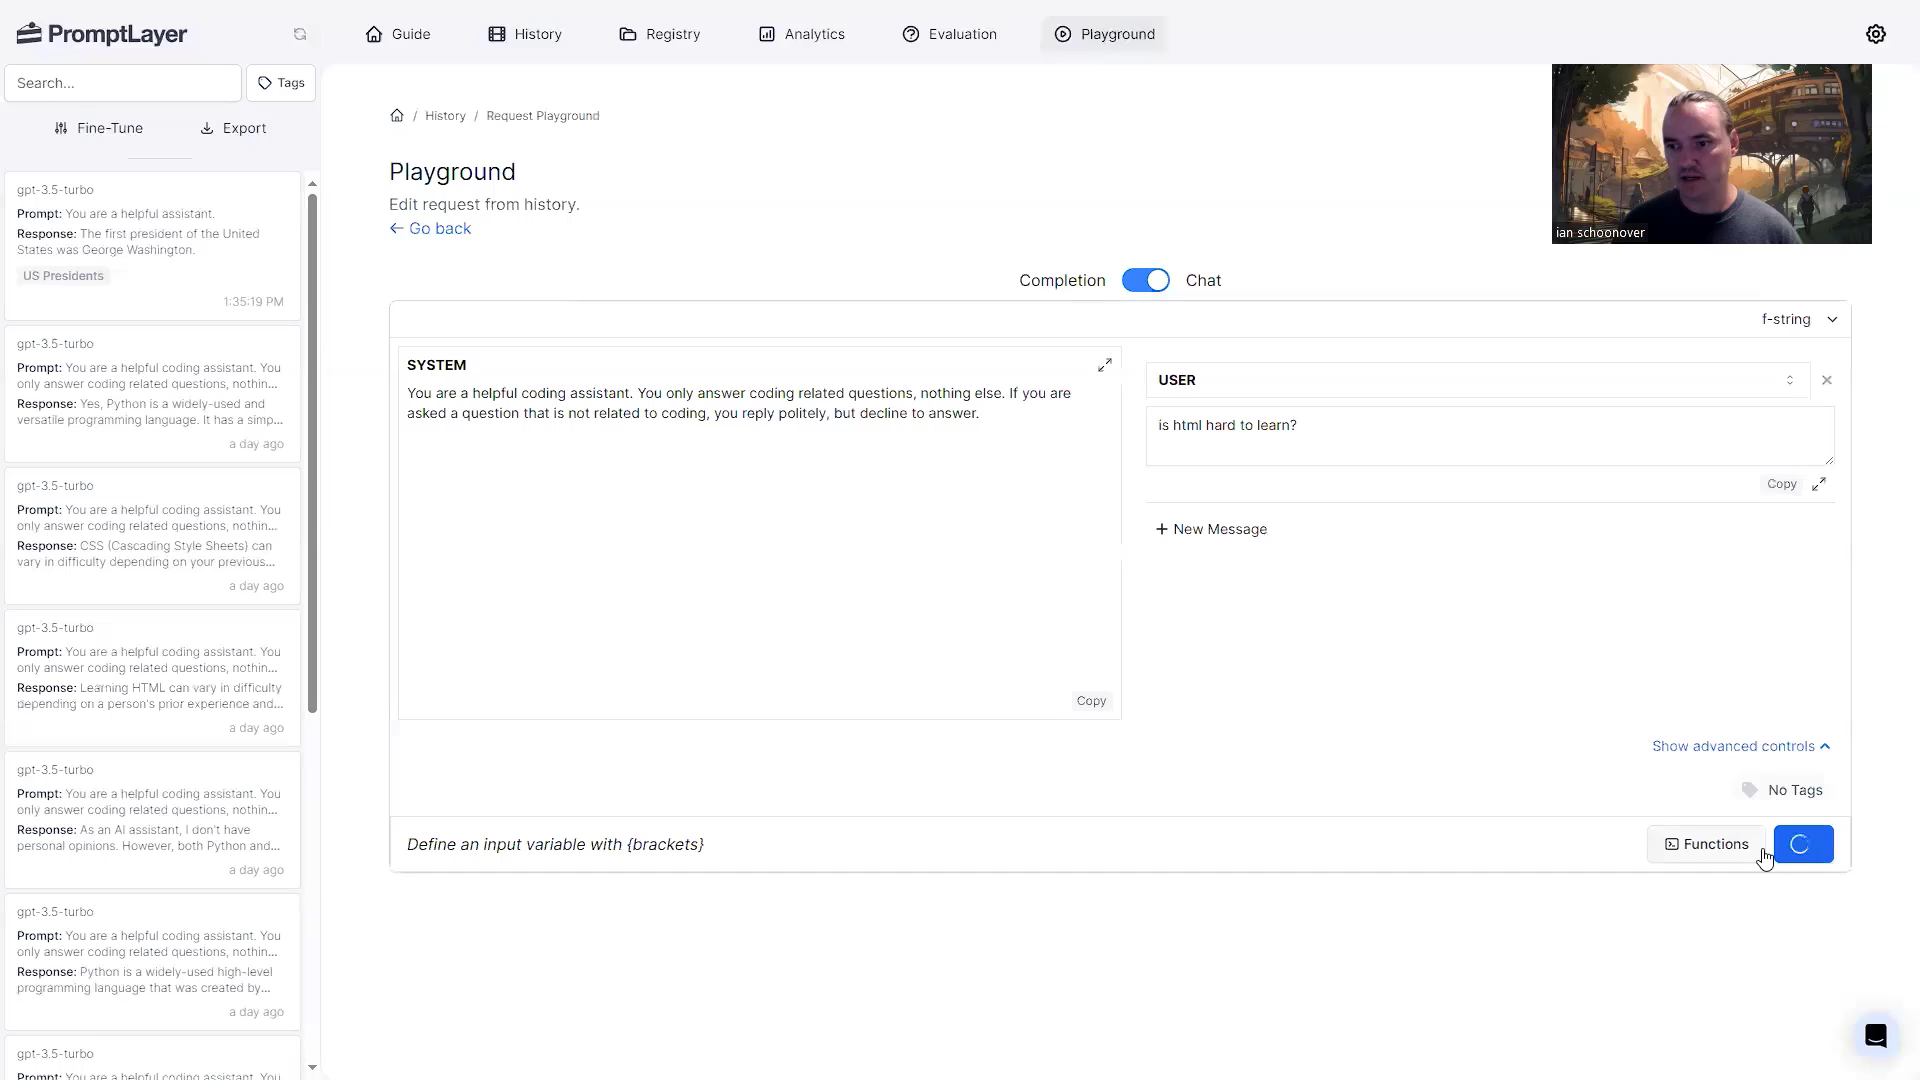 PromptLayer
Guide
History
Registry
Analytics
Evaluation
Playground
Search...
Tags
Fine-Tune
Export
gpt-3.5-turbo
Prompt: You are a helpful assistant.
Response: The first president of the United
States was George Washington.
US Presidents
1:35:19 PM
gpt-3.5-turbo
Prompt: You are a helpful coding assistant. You
only answer coding related questions, nothin...
Response: Yes, Python is a widely-used and
versatile programming language. It has a simp...
a day ago
gpt-3.5-turbo
Prompt: You are a helpful coding assistant. You
only answer coding related questions, nothin...
Response: CSS (Cascading Style Sheets) can
vary in difficulty depending on your previous...
a day ago
gpt-3.5-turbo
Prompt: You are a helpful coding assistant. You
only answer coding related questions, nothin...
Response: Learning HTML can vary in difficulty
depending on a person's prior experience and...
a day ago
gpt-3.5-turbo
Prompt: You are a helpful coding assistant. You
only answer coding related questions, nothin...
Response: As an AI assistant, I don't have
personal opinions. However, both Python and...
a day ago
gpt-3.5-turbo
Prompt: You are a helpful coding assistant. You
only answer coding related questions, nothin...
Response: Python is a widely-used high-level
programming language that was created by...
a day ago
gpt-3.5-turbo
Prompt: You are a helpful coding assistant. You
/ History / Request Playground
Playground
Edit request from history.
← Go back
ian schoonover
Completion
Chat
f-string
SYSTEM
You are a helpful coding assistant. You only answer coding related questions, nothing else. If you are
asked a question that is not related to coding, you reply politely, but decline to answer.
Copy
USER
is html hard to learn?
Copy
+ New Message
Show advanced controls
No Tags
Define an input variable with {brackets}
Functions